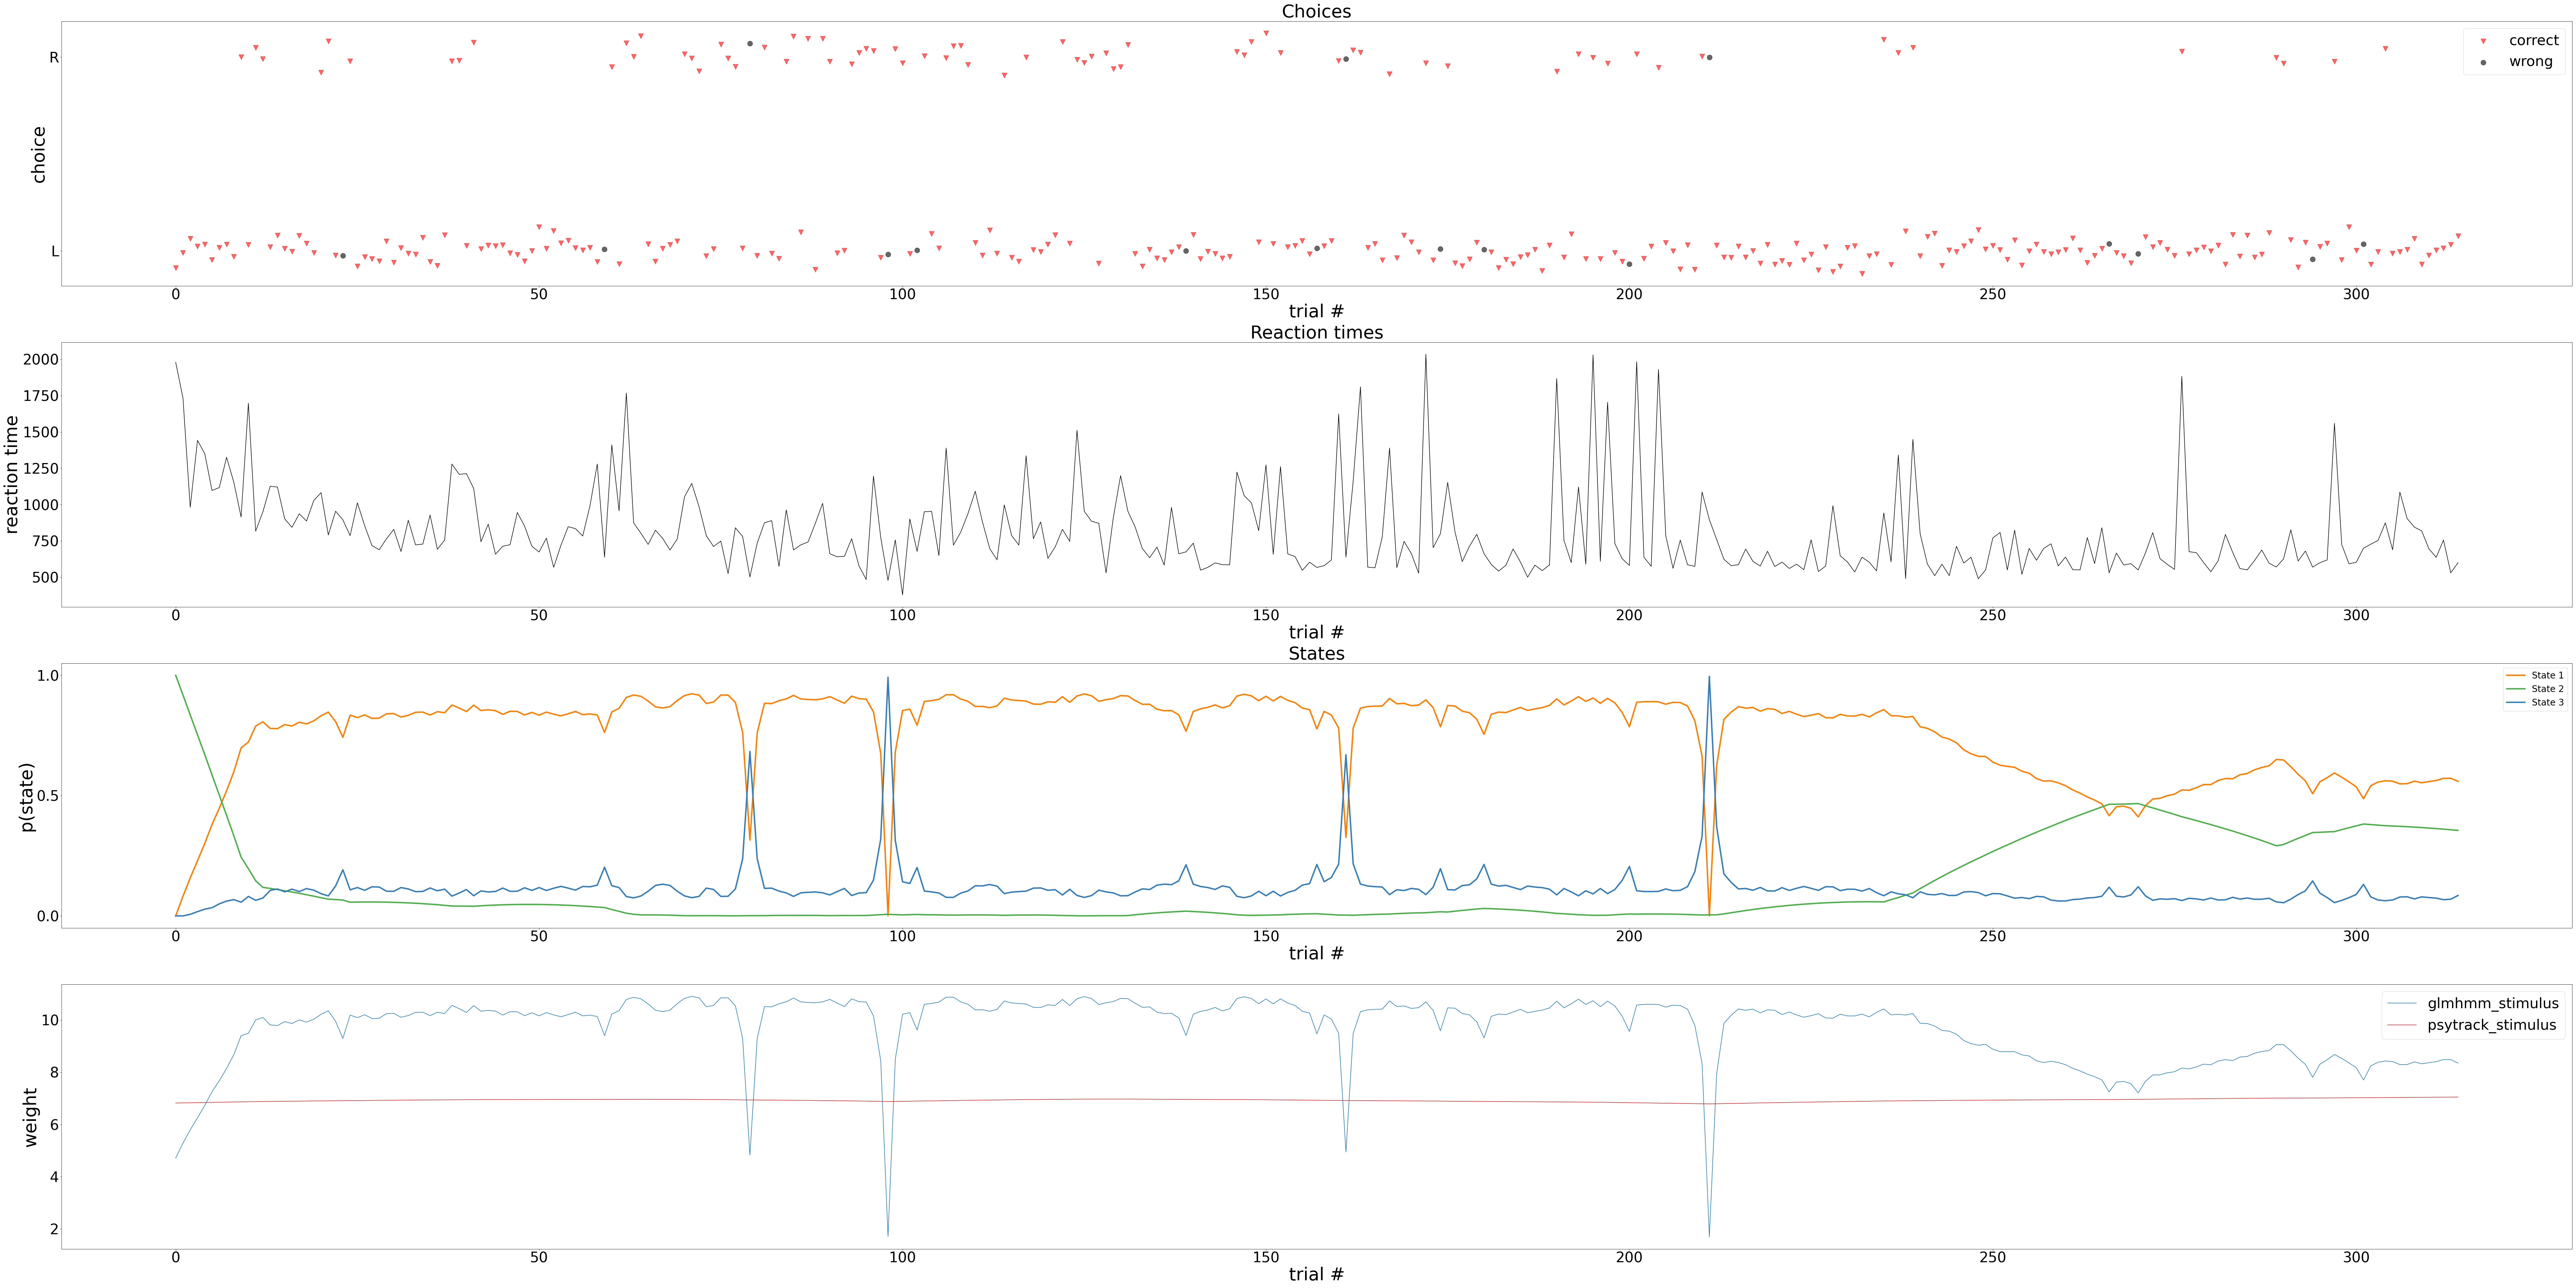 Choices
R
L
choice
correct
wrong
0 50 100 150 200 250 300
trial #
Reaction times
2000
1750
1500
1250
1000
750
500
reaction time
0 50 100 150 200 250 300
trial #
States
1.0
0.5
0.0
p(state)
State 1
State 2
State 3
0 50 100 150 200 250 300
trial #
10
8
6
4
2
weight
glmhmm_stimulus
psytrack_stimulus
0 50 100 150 200 250 300
trial #